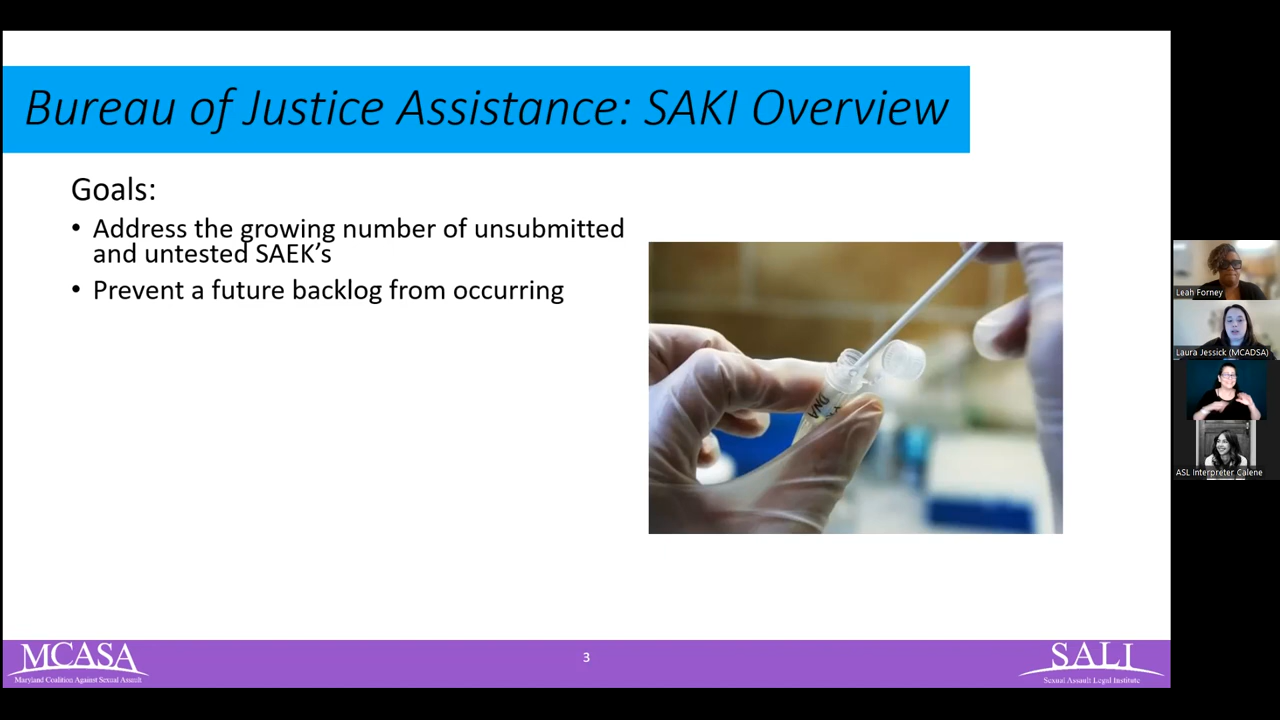 Bureau of Justice Assistance: SAKI Overview
Goals:
• Address the growing number of unsubmitted
and untested SAEK's
• Prevent a future backlog from occurring
DNA
Leah Forney
Laura Jessick (MCADSA)
ASL Interpreter Calene
MCASA
Maryland Coalition Against Sexual Assault
3
SALI
Sexual Assault Legal Institute